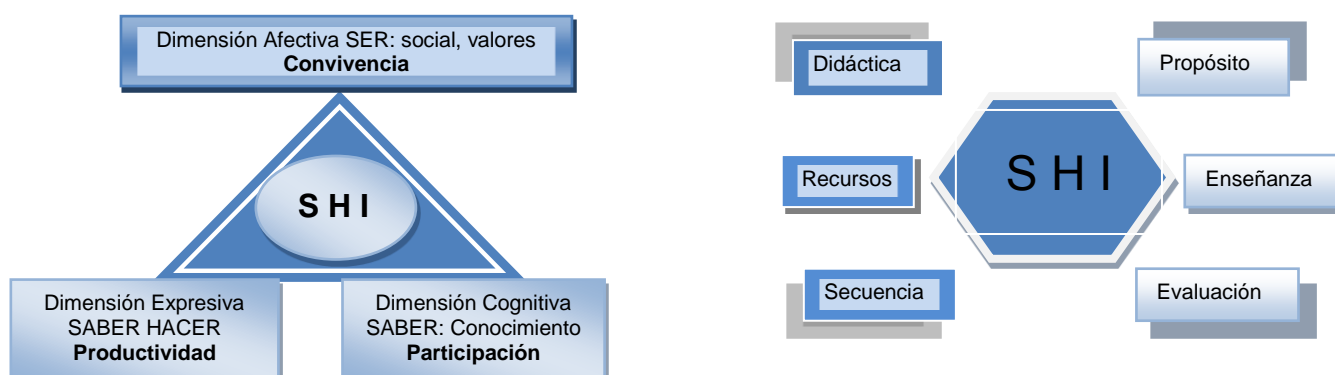 Dimensión Afectiva SER: social, valores
Convivencia
S H I
Dimensión Expresiva
SABER HACER
Productividad
Dimensión Cognitiva
SABER: Conocimiento
Participación
Didáctica
Propósito
Recursos
S H I
Enseñanza
Secuencia
Evaluación